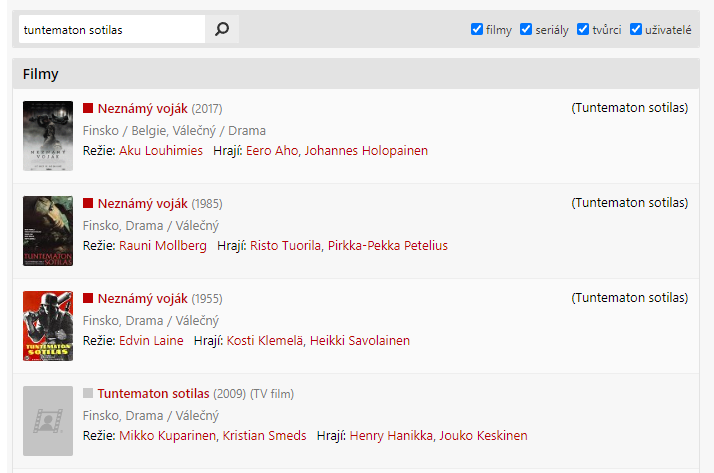 tuntematon sotilas
filmy seriály tvůrci uživatelé
Filmy
Neznámý voják (2017) (Tuntematon sotilas)
Finsko / Belgie, Válečný / Drama
Režie: Aku Louhimies Hrají: Eero Aho, Johannes Holopainen
NEZNÁMÝ
VOJÁK
Neznámý voják (1985) (Tuntematon sotilas)
Finsko, Drama / Válečný
Režie: Rauni Mollberg Hrají: Risto Tuorila, Pirkka-Pekka Petelius
TUNTEMATON
SOTILAS
Neznámý voják (1955) (Tuntematon sotilas)
Finsko, Drama / Válečný
Režie: Edvin Laine Hrají: Kosti Klemelä, Heikki Savolainen
TUNTEMATON
SOTILAS
Tuntematon sotilas (2009) (TV film)
Finsko, Drama / Válečný
Režie: Mikko Kuparinen, Kristian Smeds Hrají: Henry Hanikka, Jouko Keskinen